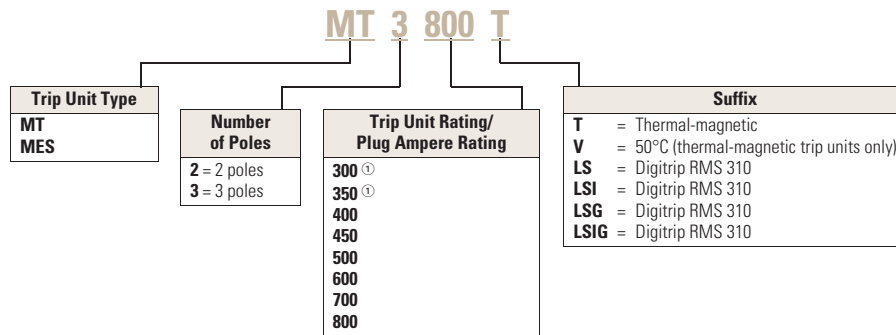 MT 3 800 T
Trip Unit Type
MT
MES
Number
of Poles
2 = 2 poles
3 = 3 poles
Trip Unit Rating/
Plug Ampere Rating
300 ①
350 ①
400
450
500
600
700
800
Suffix
T = Thermal-magnetic
V = 50°C (thermal-magnetic trip units only)
LS = Digitrip RMS 310
LSI = Digitrip RMS 310
LSG = Digitrip RMS 310
LSIG = Digitrip RMS 310